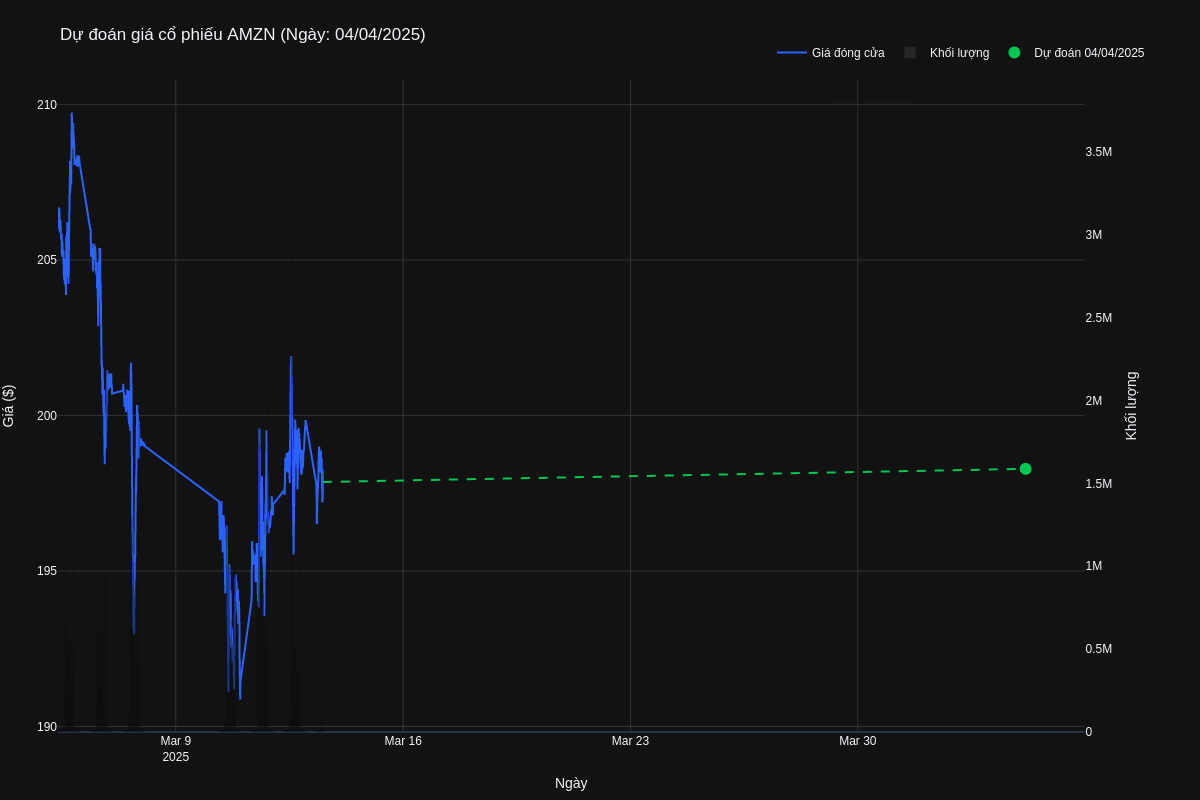 Dự đoán giá cổ phiếu AMZN (Ngày: 04/04/2025)
Giá đóng cửa
Khối lượng
Dự đoán 04/04/2025
210
205
200
195
190
Giá ($)
3.5M
3M
2.5M
2M
1.5M
1M
0.5M
0
Khối lượng
Mar 9
2025
Mar 16
Mar 23
Mar 30
Ngày